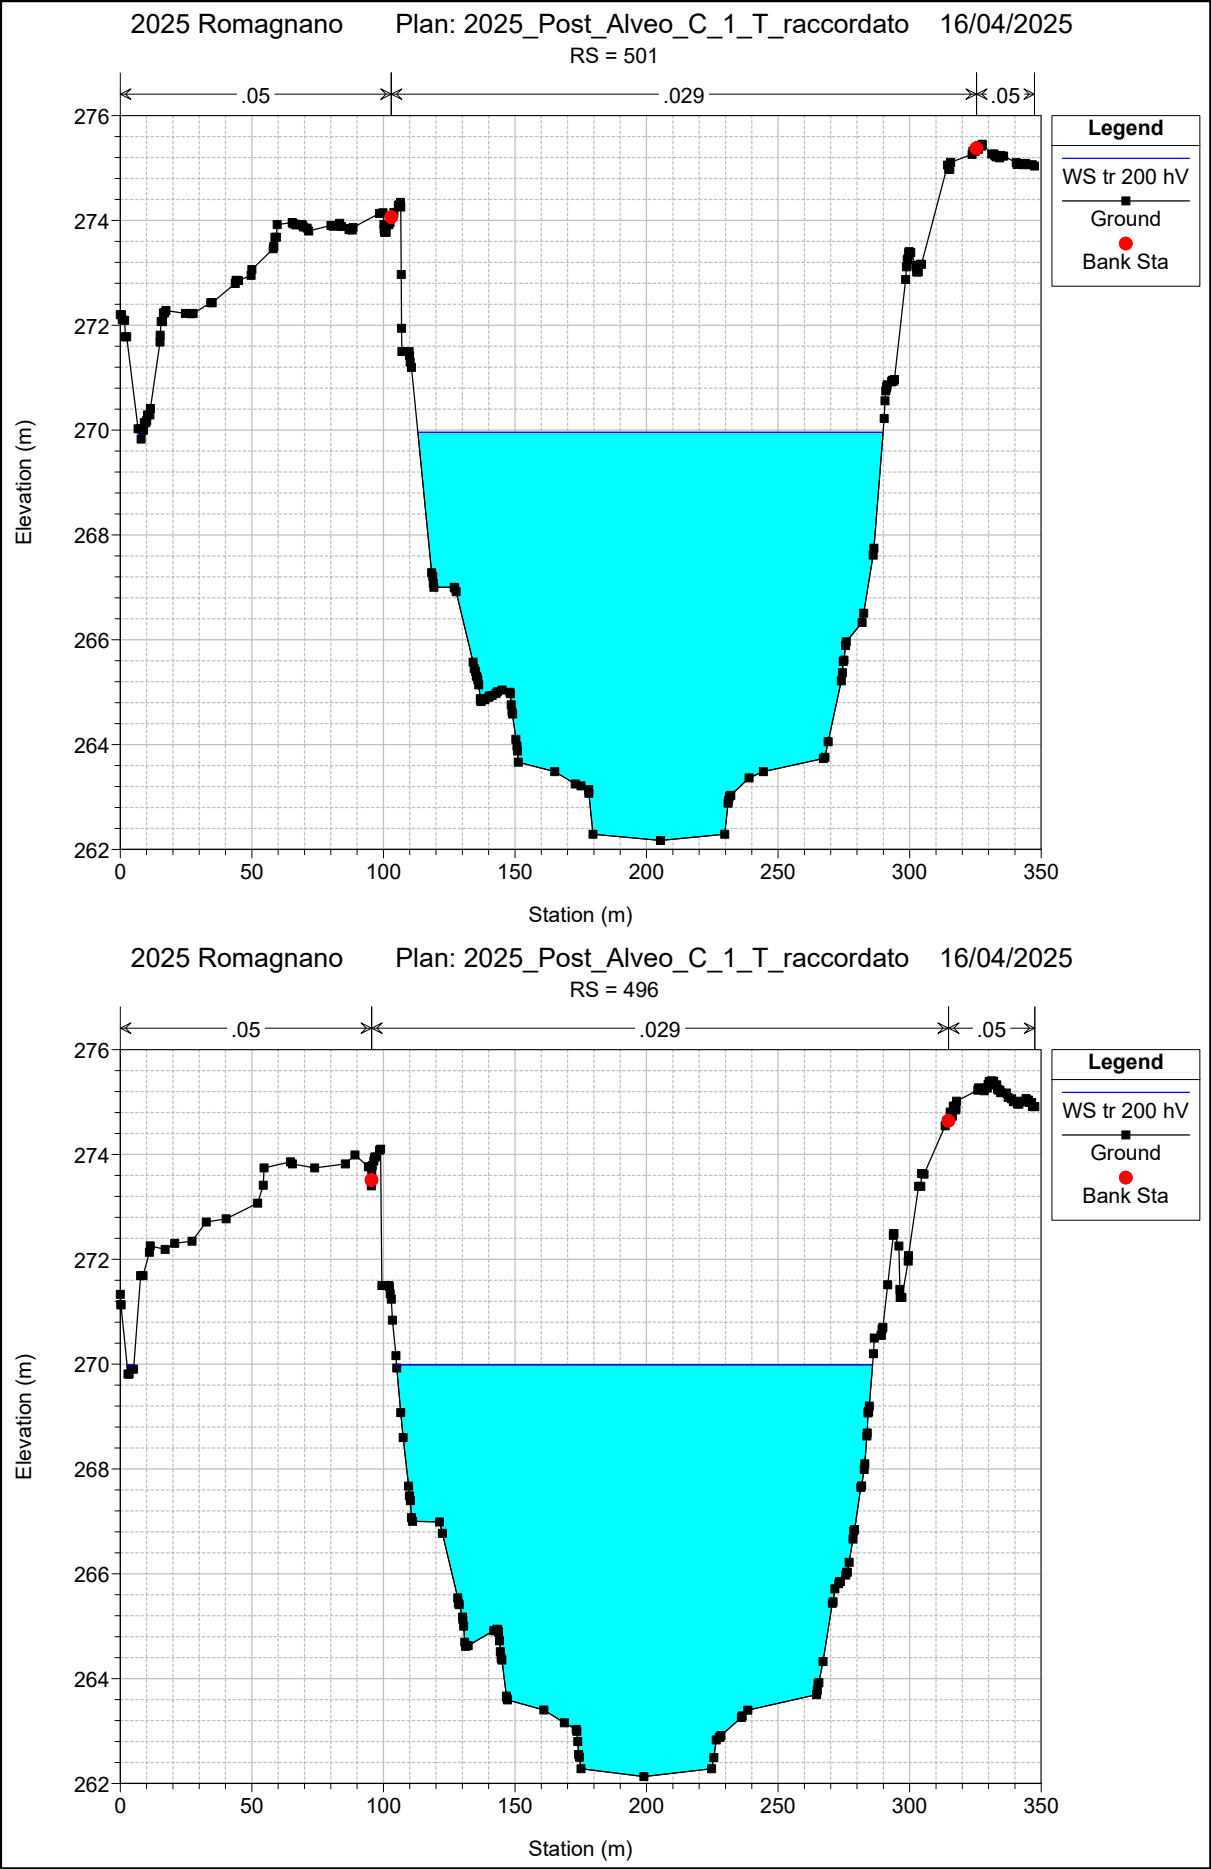 2025 Romagnano Plan: 2025_Post_Alveo_C_1_T_raccordato 16/04/2025
RS = 501
.05 .029 .05
Legend
WS tr 200 hV
Ground
Bank Sta
276
274
272
270
268
266
264
262
Elevation (m)
0 50 100 150 200 250 300 350
Station (m)
2025 Romagnano Plan: 2025_Post_Alveo_C_1_T_raccordato 16/04/2025
RS = 496
.05 .029 .05
Legend
WS tr 200 hV
Ground
Bank Sta
276
274
272
270
268
266
264
262
Elevation (m)
0 50 100 150 200 250 300 350
Station (m)